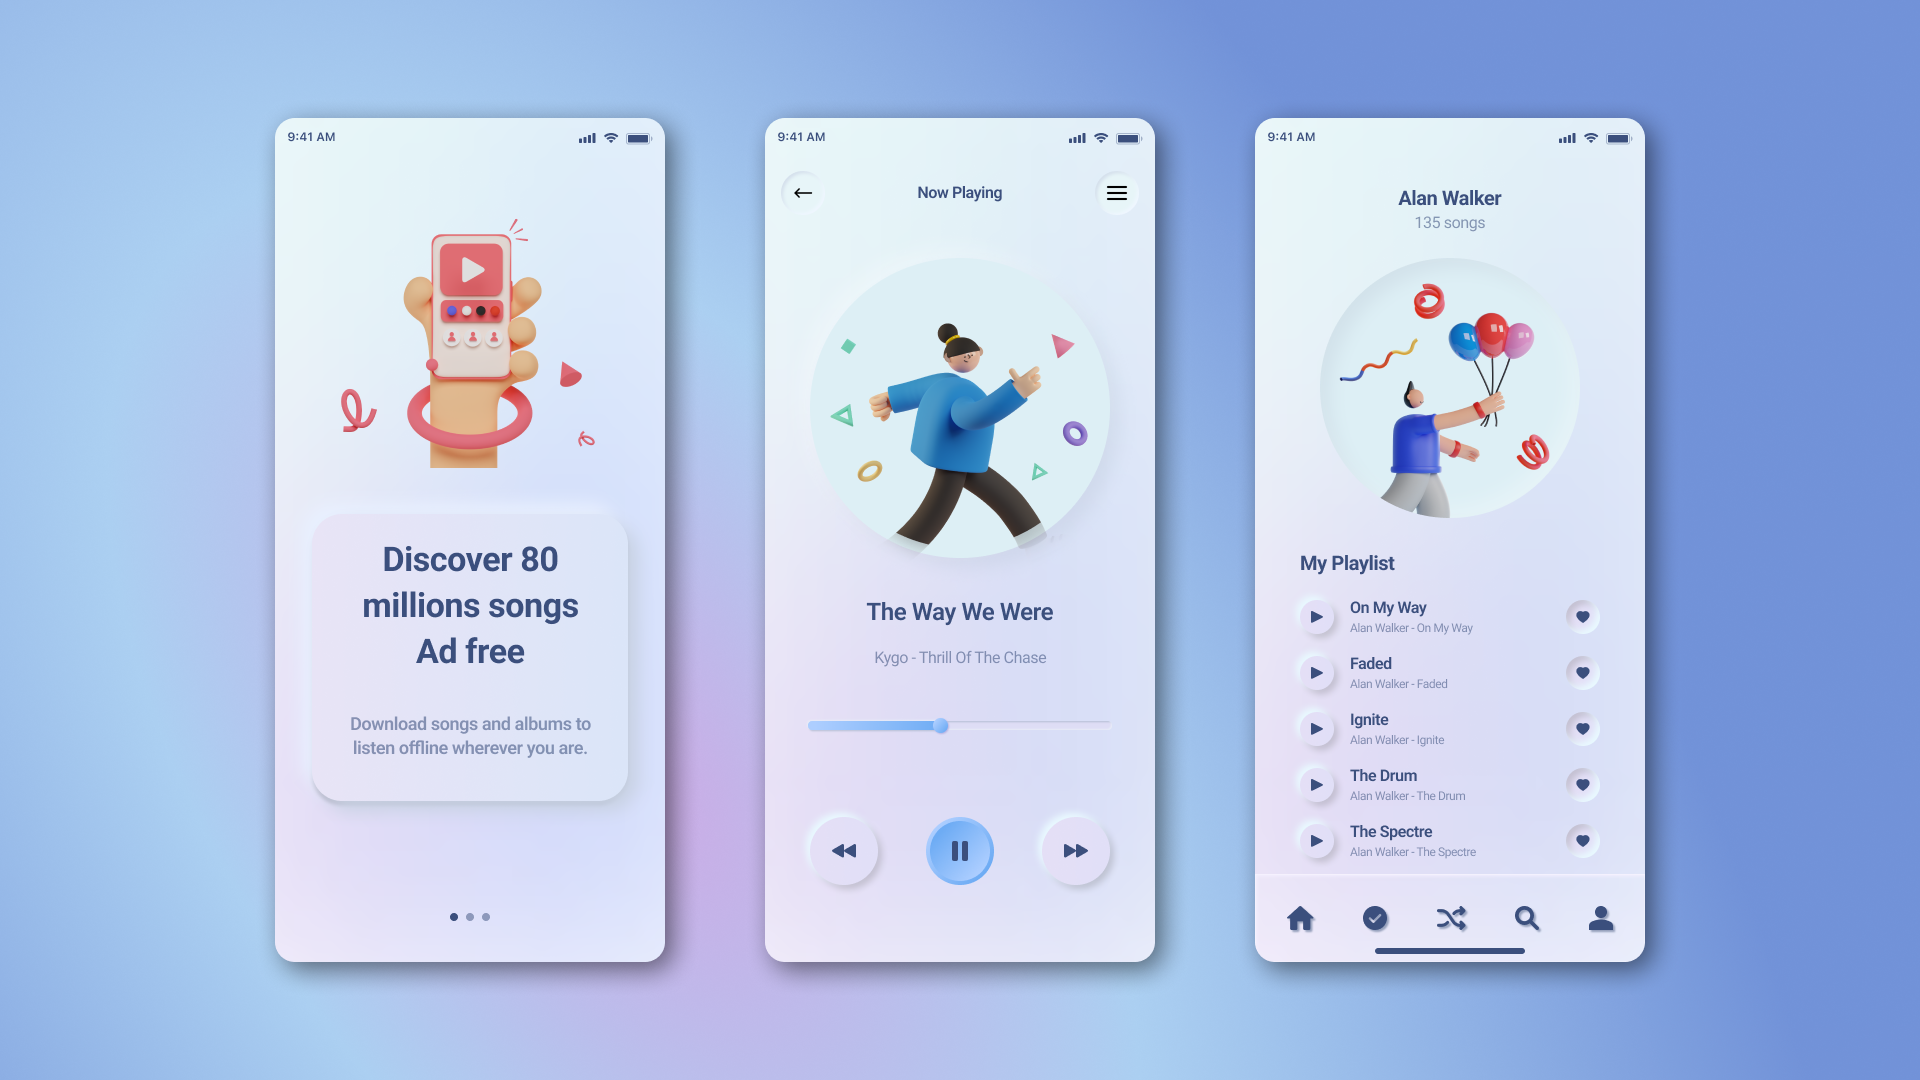 9:41 AM
Discover 80
millions songs
Ad free
Download songs and albums to
listen offline wherever you are.
9:41 AM
Now Playing
The Way We Were
Kygo - Thrill Of The Chase
9:41 AM
Alan Walker
135 songs
My Playlist
On My Way
Alan Walker - On My Way
Faded
Alan Walker - Faded
Ignite
Alan Walker - Ignite
The Drum
Alan Walker - The Drum
The Spectre
Alan Walker - The Spectre